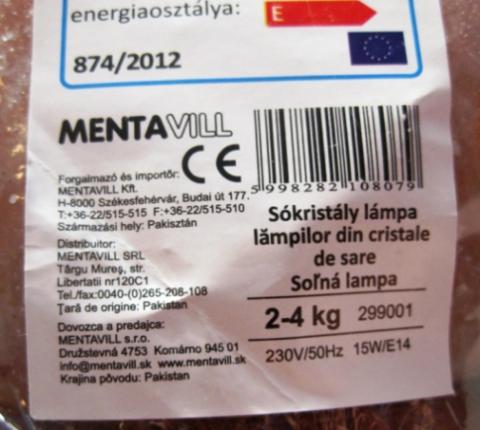 energiaosztálya:
E
874/2012
MENTAVILL
CE
Forgalmazó és importőr:
MENTAVILL Kft.
H-8000 Székesfehérvár, Budai út 177.
T:+36-22/515-515 F:+36-22/515-510
Származási hely: Pakisztán
Distribuitor:
MENTAVILL SRL
Târgu Mureş, str.
Libertatii nr120C1
Tel./fax:0040-(0)265-208-108
Ţară de origine: Pakistan
Dovozca a predajca:
MENTAVILL s.r.o.
Družstevná 4753 Komárno 945 01
info@mentavill.sk www.mentavill.sk
Krajina pôvodu: Pakistan
5 998282 108079
Sókristály lámpa
lămpilor din cristale
de sare
Soľná lampa
2-4 kg 299001
230V/50Hz 15W/E14